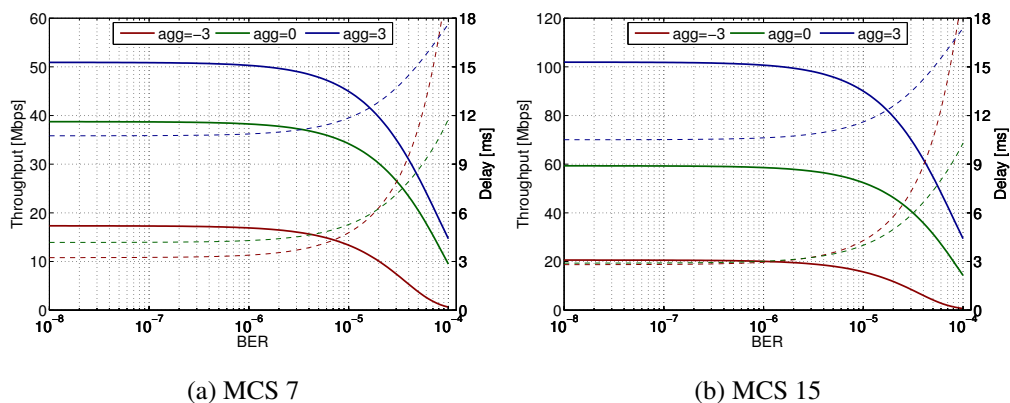 agg=−3 agg=0 agg=3
Throughput [Mbps]
60
50
40
30
20
10
0
18
15
12
9
6
3
0
Delay [ms]
10⁻⁸ 10⁻⁷ 10⁻⁶ 10⁻⁵ 10⁻⁴
BER
(a) MCS 7
agg=−3 agg=0 agg=3
Throughput [Mbps]
120
100
80
60
40
20
0
18
15
12
9
6
3
0
Delay [ms]
10⁻⁸ 10⁻⁷ 10⁻⁶ 10⁻⁵ 10⁻⁴
BER
(b) MCS 15